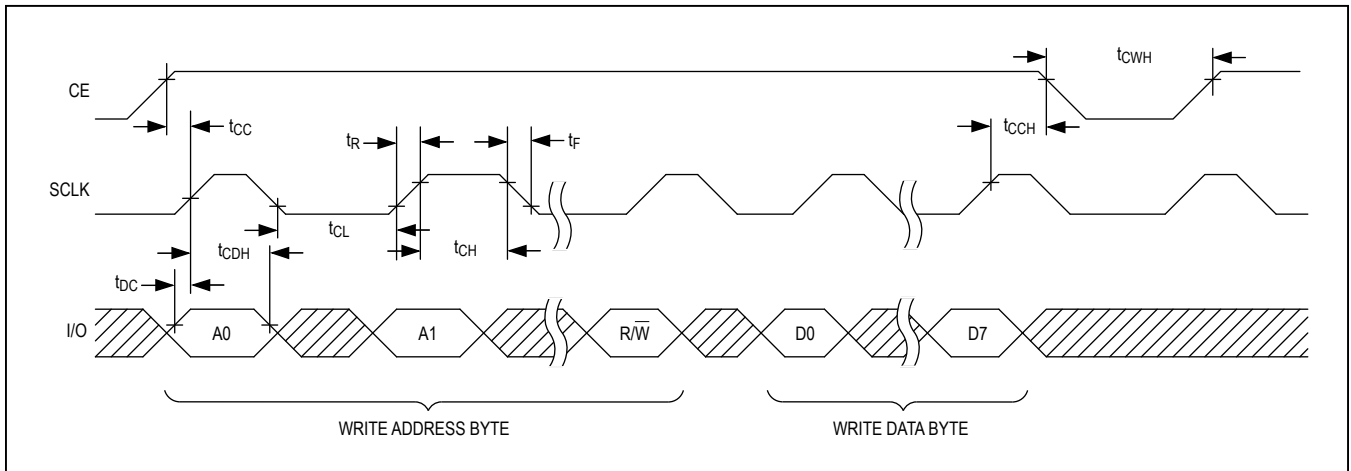 CE
tCWH
tCC
tR
tF
tCCH
SCLK
tCL
tCDH
tCH
tDC
I/O
A0
A1
R/W̅
D0
D7
WRITE ADDRESS BYTE
WRITE DATA BYTE